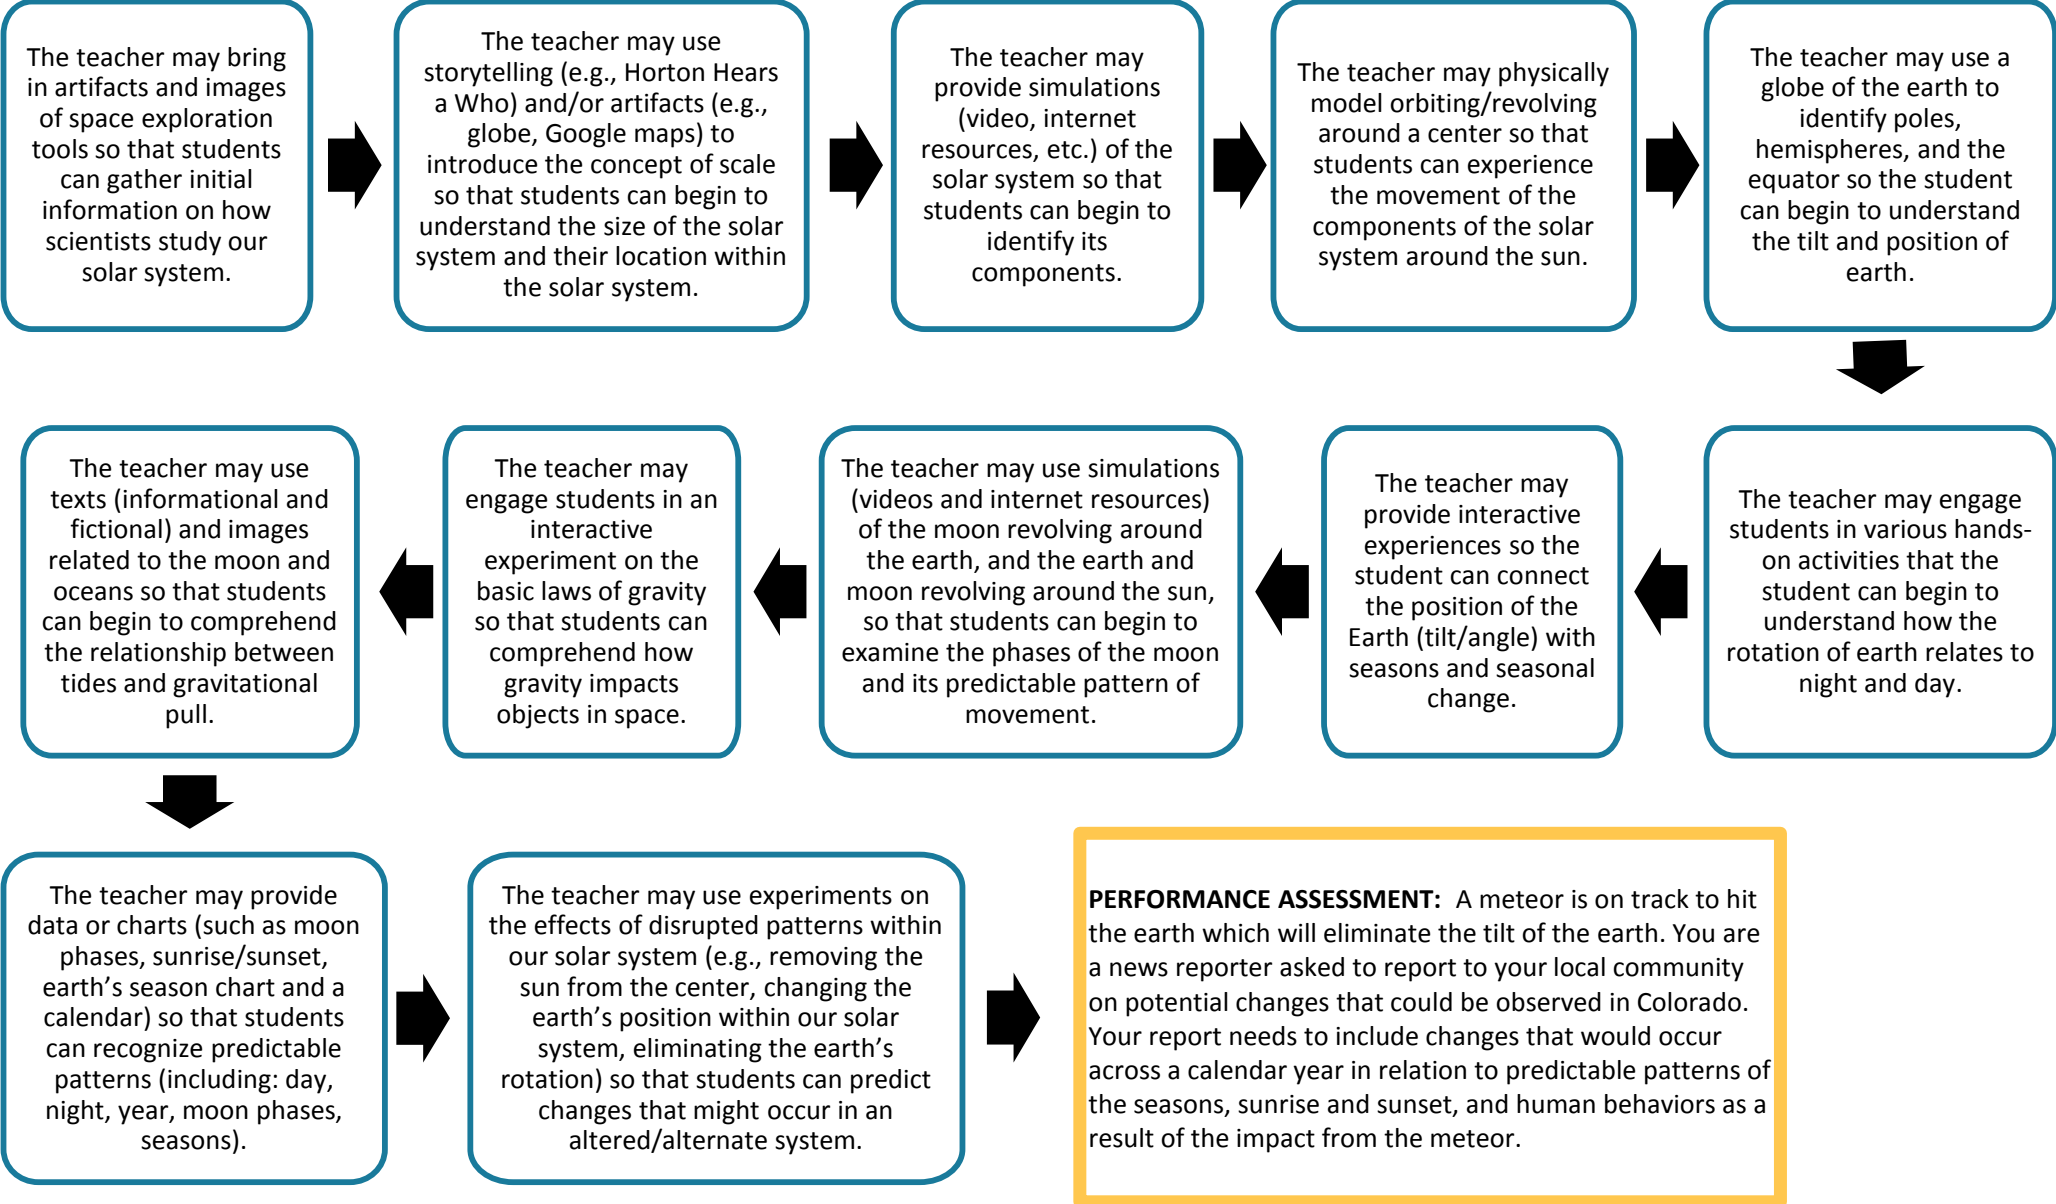 The teacher may bring
in artifacts and images
of space exploration
tools so that students
can gather initial
information on how
scientists study our
solar system.
The teacher may use
storytelling (e.g., Horton Hears
a Who) and/or artifacts (e.g.,
globe, Google maps) to
introduce the concept of scale
so that students can begin to
understand the size of the solar
system and their location within
the solar system.
The teacher may
provide simulations
(video, internet
resources, etc.) of the
solar system so that
students can begin to
identify its
components.
The teacher may physically
model orbiting/revolving
around a center so that
students can experience
the movement of the
components of the solar
system around the sun.
The teacher may use a
globe of the earth to
identify poles,
hemispheres, and the
equator so the student
can begin to understand
the tilt and position of
earth.
The teacher may engage
students in various hands-
on activities that the
student can begin to
understand how the
rotation of earth relates to
night and day.
The teacher may
provide interactive
experiences so the
student can connect
the position of the
Earth (tilt/angle) with
seasons and seasonal
change.
The teacher may use simulations
(videos and internet resources)
of the moon revolving around
the earth, and the earth and
moon revolving around the sun,
so that students can begin to
examine the phases of the moon
and its predictable pattern of
movement.
The teacher may
engage students in an
interactive
experiment on the
basic laws of gravity
so that students can
comprehend how
gravity impacts
objects in space.
The teacher may use
texts (informational and
fictional) and images
related to the moon and
oceans so that students
can begin to comprehend
the relationship between
tides and gravitational
pull.
The teacher may provide
data or charts (such as moon
phases, sunrise/sunset,
earth’s season chart and a
calendar) so that students
can recognize predictable
patterns (including: day,
night, year, moon phases,
seasons).
The teacher may use experiments on
the effects of disrupted patterns within
our solar system (e.g., removing the
sun from the center, changing the
earth’s position within our solar
system, eliminating the earth’s
rotation) so that students can predict
changes that might occur in an
altered/alternate system.
PERFORMANCE ASSESSMENT: A meteor is on track to hit
the earth which will eliminate the tilt of the earth. You are
a news reporter asked to report to your local community
on potential changes that could be observed in Colorado.
Your report needs to include changes that would occur
across a calendar year in relation to predictable patterns of
the seasons, sunrise and sunset, and human behaviors as a
result of the impact from the meteor.